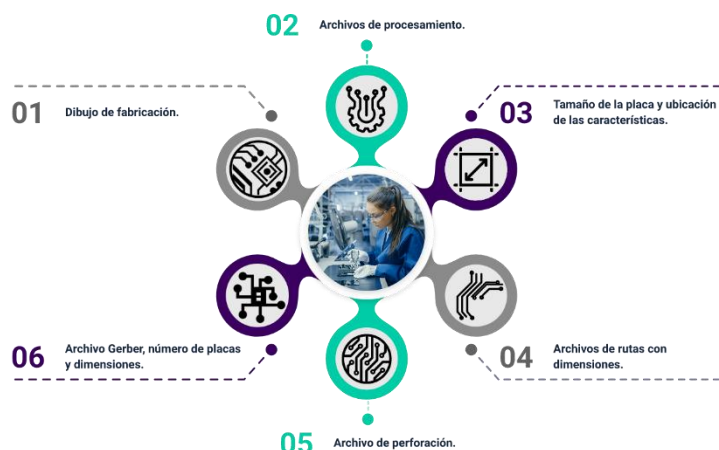 01
Dibujo de fabricación.
02
Archivos de procesamiento.
03
Tamaño de la placa y ubicación
de las características.
04
Archivos de rutas con
dimensiones.
05
Archivo de perforación.
06
Archivo Gerber, número de placas
y dimensiones.